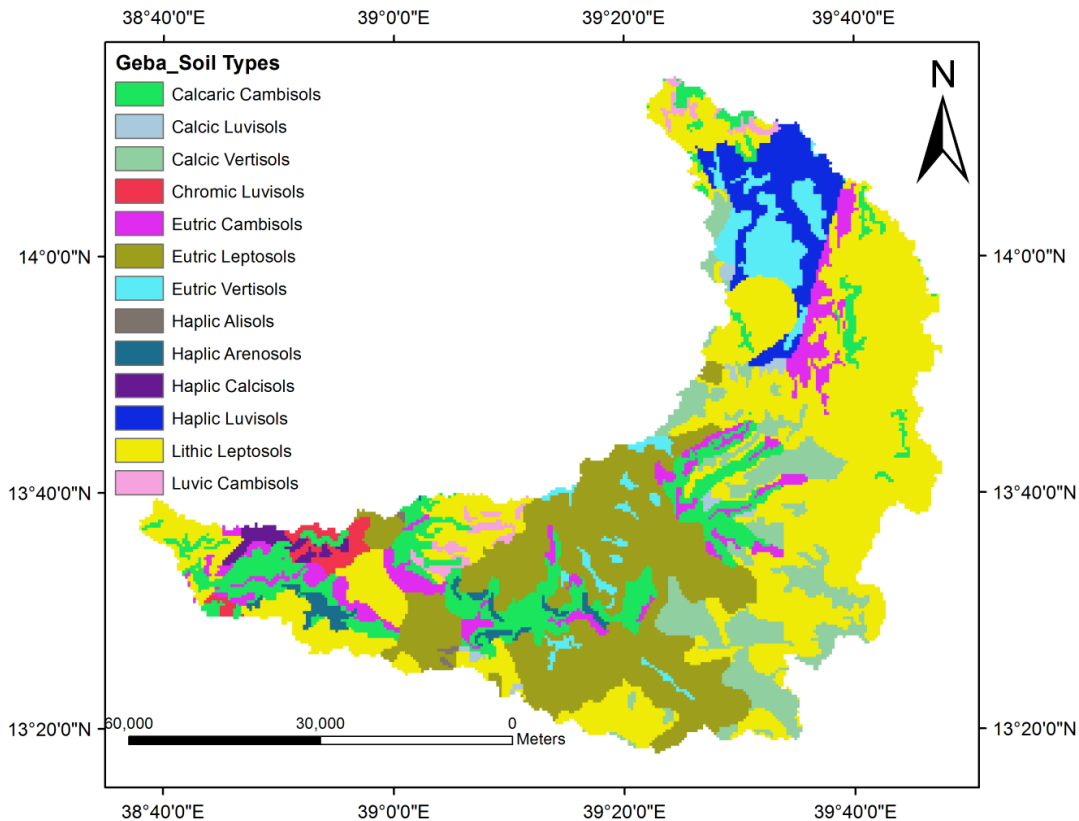 38°40'0"E 39°0'0"E 39°20'0"E 39°40'0"E
Geba_Soil Types
Calcaric Cambisols
Calcic Luvisols
Calcic Vertisols
Chromic Luvisols
Eutric Cambisols
Eutric Leptosols
Eutric Vertisols
Haplic Alisols
Haplic Arenosols
Haplic Calcisols
Haplic Luvisols
Lithic Leptosols
Luvic Cambisols
N
14°0'0"N 14°0'0"N
13°40'0"N 13°40'0"N
13°20'0"N 13°20'0"N
60,000 30,000 0
Meters
38°40'0"E 39°0'0"E 39°20'0"E 39°40'0"E